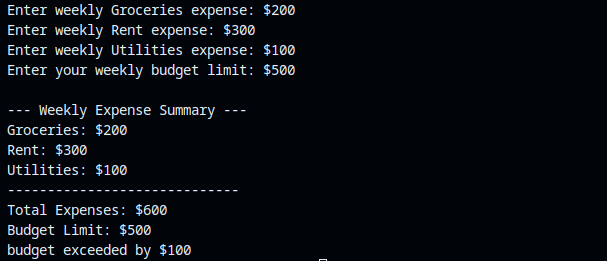 Enter weekly Groceries expense: $200
Enter weekly Rent expense: $300
Enter weekly Utilities expense: $100
Enter your weekly budget limit: $500

--- Weekly Expense Summary ---
Groceries: $200
Rent: $300
Utilities: $100
-----------------------------
Total Expenses: $600
Budget Limit: $500
budget exceeded by $100